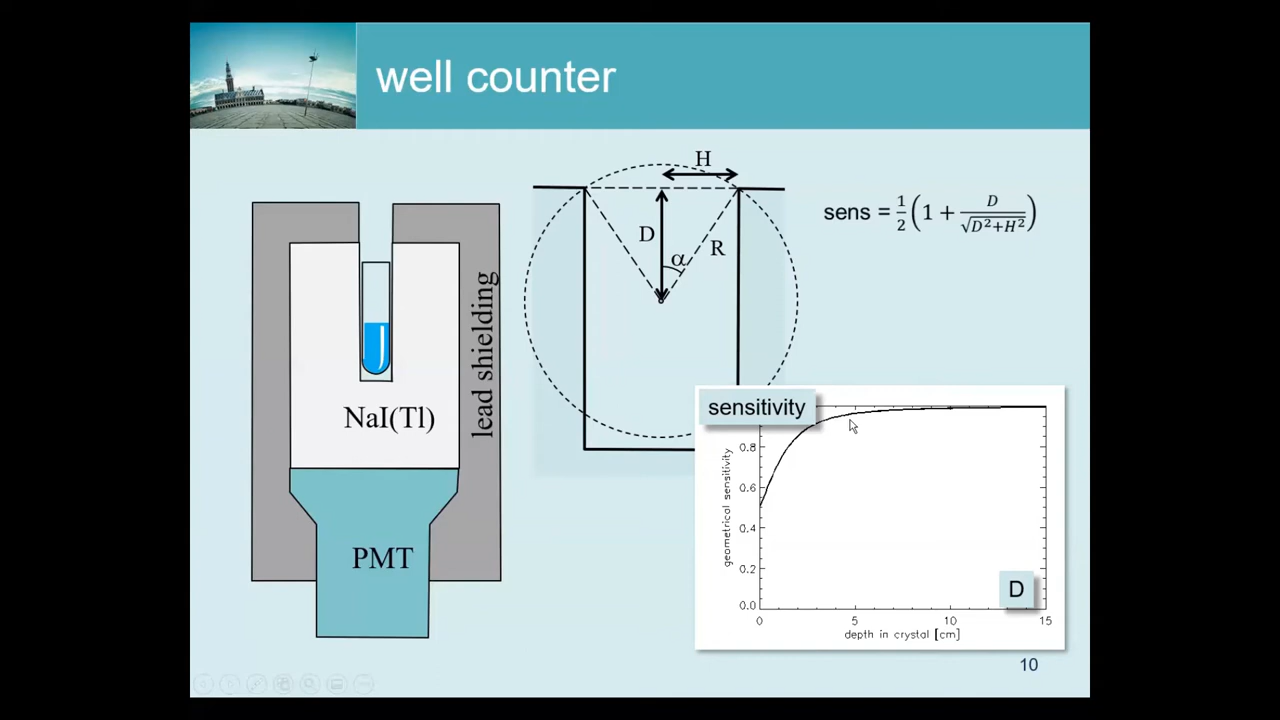 well counter
NaI(Tl)
PMT
lead shielding
H
D
α
R
sens = 1/2 (1 + D/√(D²+H²))
sensitivity
geometrical sensitivity
0.8
0.6
0.4
0.2
0.0
0 5 10 15
depth in crystal [cm]
D
10